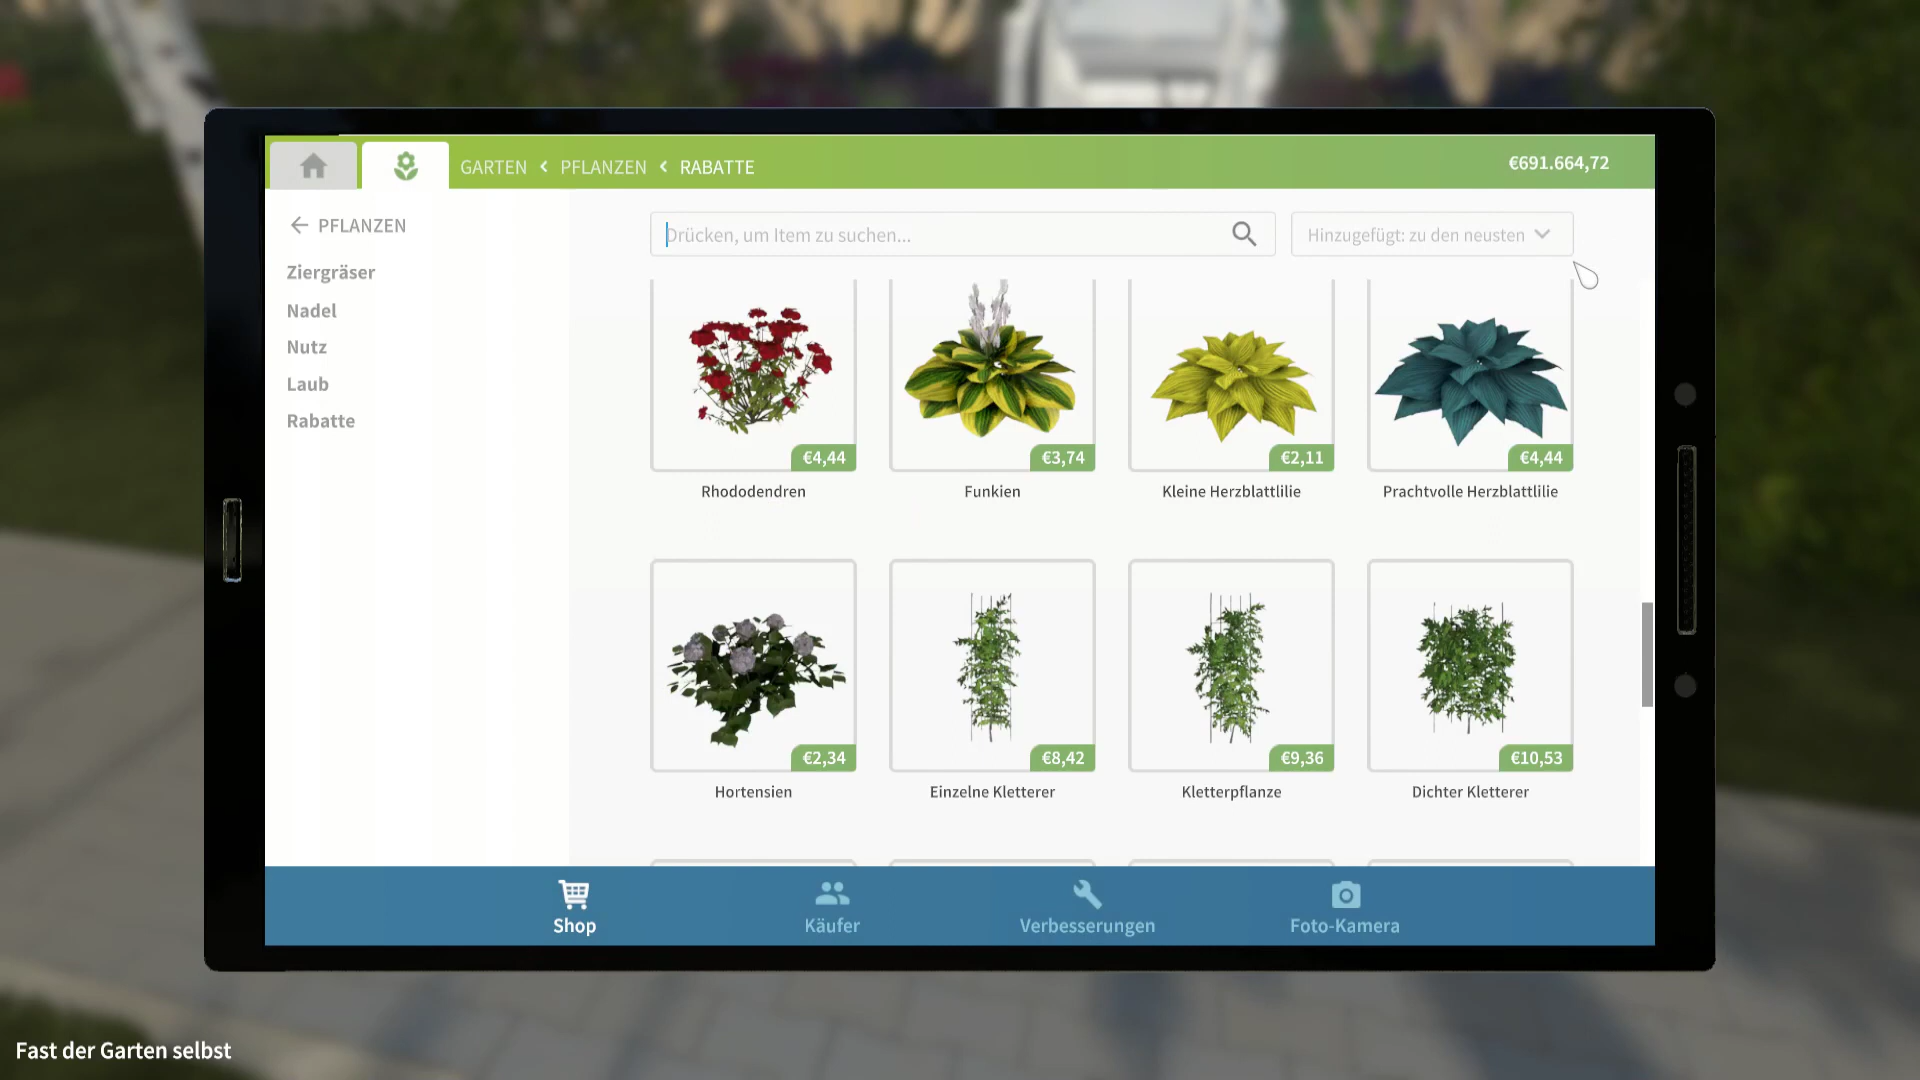 GARTEN < PFLANZEN < RABATTE
€691.664,72
← PFLANZEN
Ziergräser
Nadel
Nutz
Laub
Rabatte
Drücken, um Item zu suchen...
Hinzugefügt: zu den neusten
€4,44
€3,74
€2,11
€4,44
Rhododendren
Funkien
Kleine Herzblattlilie
Prachtvolle Herzblattlilie
€2,34
€8,42
€9,36
€10,53
Hortensien
Einzelne Kletterer
Kletterpflanze
Dichter Kletterer
Shop
Käufer
Verbesserungen
Foto-Kamera
Fast der Garten selbst